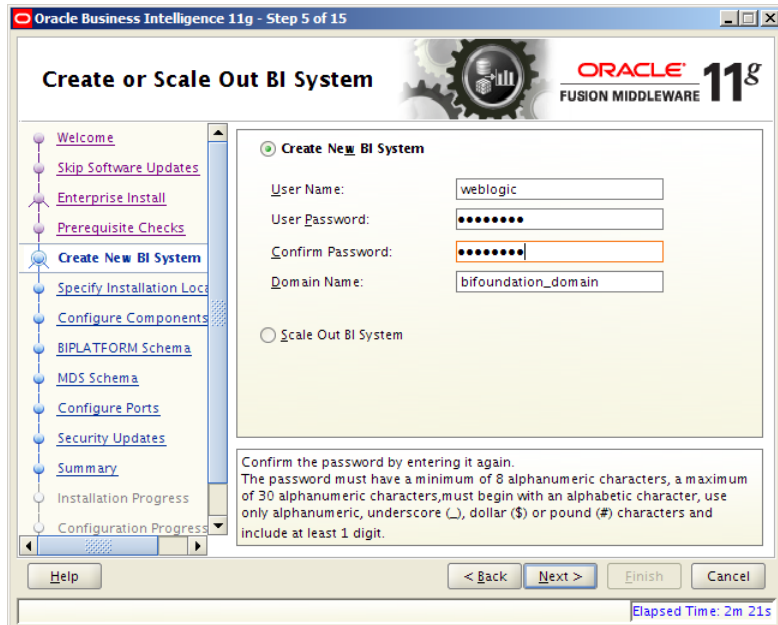 Oracle Business Intelligence 11g - Step 5 of 15
Create or Scale Out BI System
ORACLE
FUSION MIDDLEWARE
11g
Welcome
Skip Software Updates
Enterprise Install
Prerequisite Checks
Create New BI System
Specify Installation Loca
Configure Components
BIPLATFORM Schema
MDS Schema
Configure Ports
Security Updates
Summary
Installation Progress
Configuration Progress
Create New BI System
User Name: weblogic
User Password: ••••••••
Confirm Password: ••••••••
Domain Name: bifoundation_domain
Scale Out BI System
Confirm the password by entering it again.
The password must have a minimum of 8 alphanumeric characters, a maximum
of 30 alphanumeric characters,must begin with an alphabetic character, use
only alphanumeric, underscore (_), dollar ($) or pound (#) characters and
include at least 1 digit.
Help
< Back
Next >
Finish
Cancel
Elapsed Time: 2m 21s